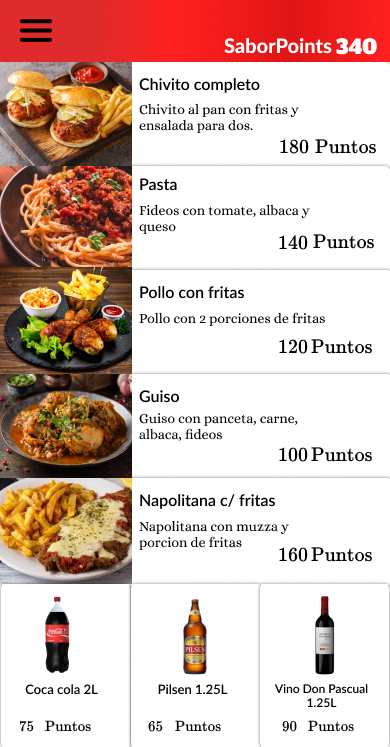 SaborPoints 340
Chivito completo
Chivito al pan con fritas y
ensalada para dos.
180 Puntos
Pasta
Fideos con tomate, albaca y
queso
140 Puntos
Pollo con fritas
Pollo con 2 porciones de fritas
120 Puntos
Guiso
Guiso con panceta, carne,
albaca, fideos
100 Puntos
Napolitana c/ fritas
Napolitana con muzza y
porcion de fritas
160 Puntos
Coca-Cola
PILSEN
Coca cola 2L
Pilsen 1.25L
Vino Don Pascual
1.25L
75 Puntos
65 Puntos
90 Puntos